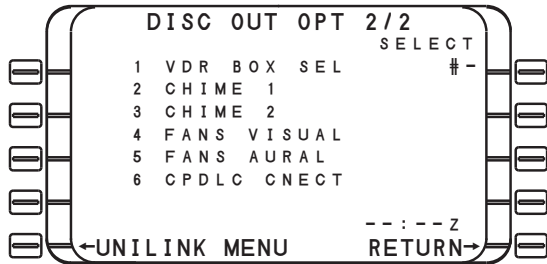 DISC OUT OPT 2/2
SELECT
1 VDR BOX SEL #-
2 CHIME 1
3 CHIME 2
4 FANS VISUAL
5 FANS AURAL
6 CPDLC CNECT
--:--Z
←UNILINK MENU RETURN→